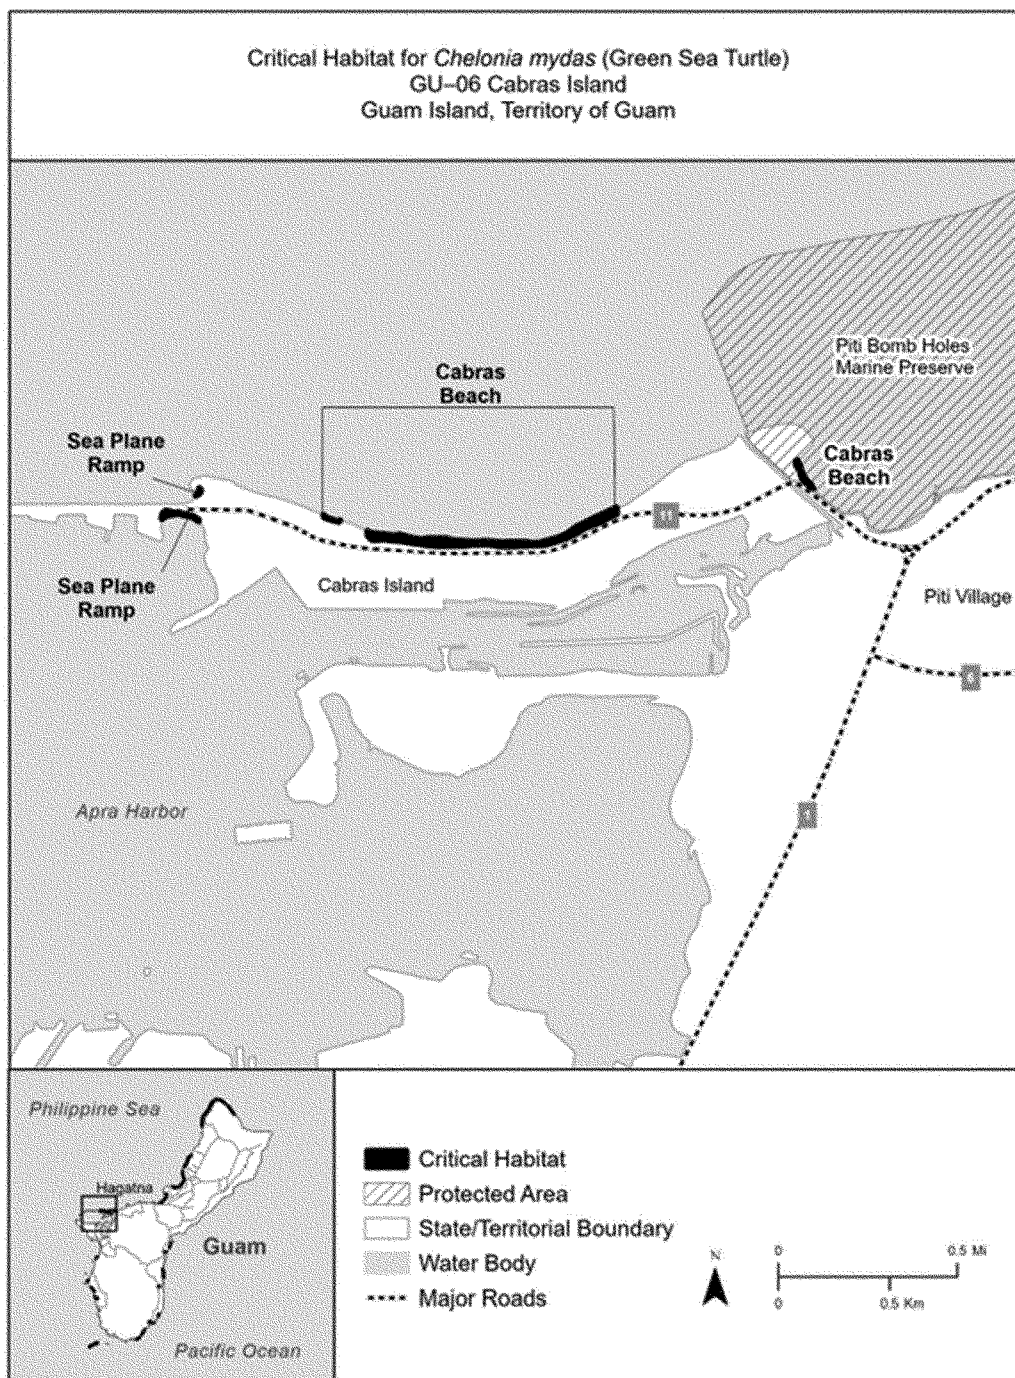 Critical Habitat for Chelonia mydas (Green Sea Turtle)
GU–06 Cabras Island
Guam Island, Territory of Guam
Piti Bomb Holes
Marine Preserve
Cabras
Beach
Sea Plane
Ramp
Cabras
Beach
11
Sea Plane
Ramp
Cabras Island
Piti Village
6
Apra Harbor
1
Philippine Sea
Hagatna
Guam
Pacific Ocean
Critical Habitat
Protected Area
State/Territorial Boundary
Water Body
Major Roads
N
0 0.5 Mi
0 0.5 Km